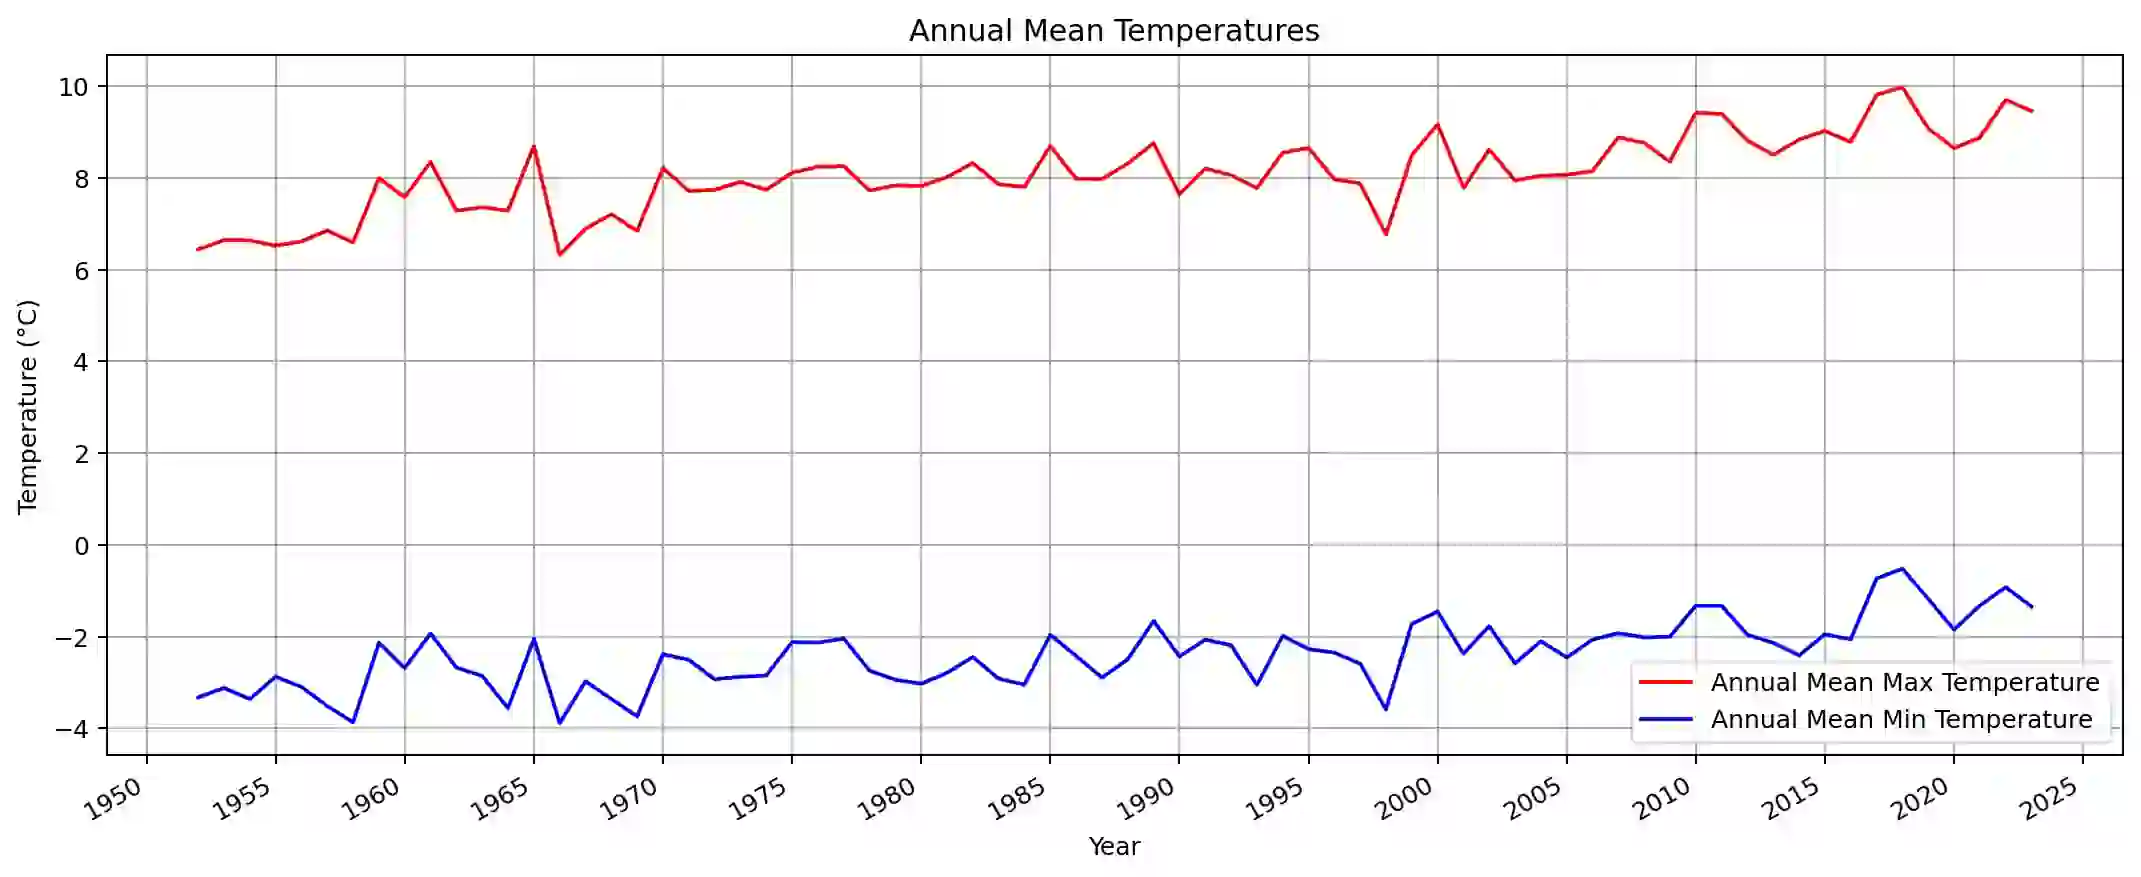 Annual Mean Temperatures
10
8
6
4
2
0
−2
−4
Temperature (°C)
Annual Mean Max Temperature
Annual Mean Min Temperature
1950 1955 1960 1965 1970 1975 1980 1985 1990 1995 2000 2005 2010 2015 2020 2025
Year